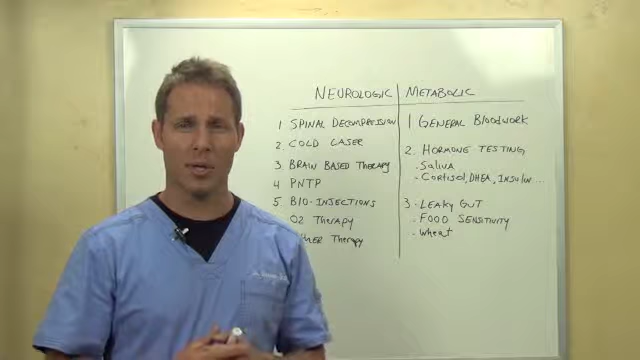 NEUROLOGIC
1 SPINAL DECOMPRESSION
2. COLD LASER
3. BRAIN BASED THERAPY
4 PNTP
5 BIO-INJECTIONS
O2 THERAPY
THERAPY
METABOLIC
1 GENERAL BLOODWORK
2. HORMONE TESTING
. SALIVA
- CORTISOL, DHEA, INSULIN...
3. LEAKY GUT
. FOOD SENSITIVITY
. WHEAT